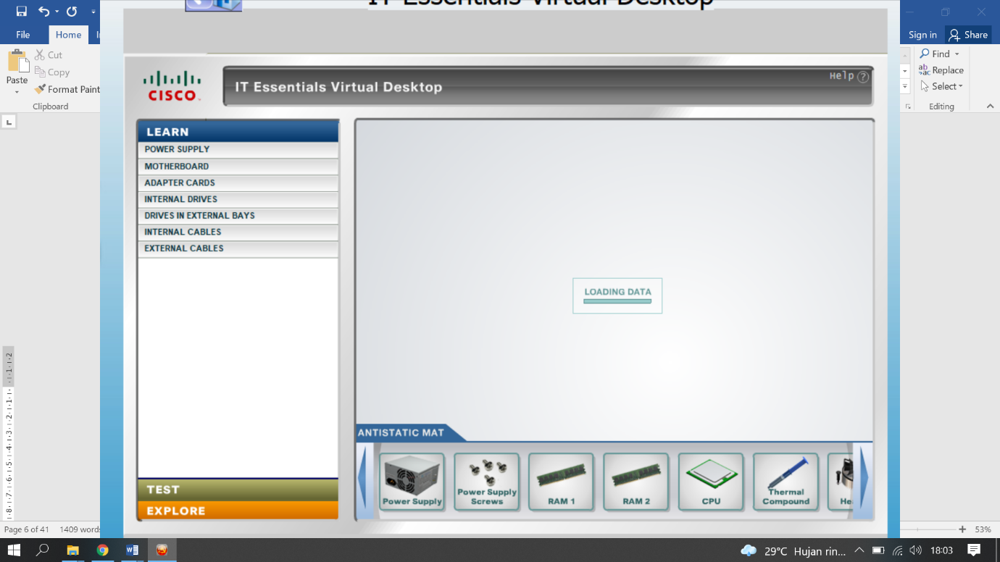 IT Essentials Virtual Desktop
File
Home
Sign in
Share
Cut
Copy
Paste
Format Paint
Clipboard
Find
Replace
Select
Editing
CISCO
IT Essentials Virtual Desktop
Help ?
LEARN
POWER SUPPLY
MOTHERBOARD
ADAPTER CARDS
INTERNAL DRIVES
DRIVES IN EXTERNAL BAYS
INTERNAL CABLES
EXTERNAL CABLES
LOADING DATA
ANTISTATIC MAT
Power Supply
Power Supply
Screws
RAM 1
RAM 2
CPU
Thermal
Compound
He
TEST
EXPLORE
Page 6 of 41
1409 words
53%
29°C Hujan rin...
18:03